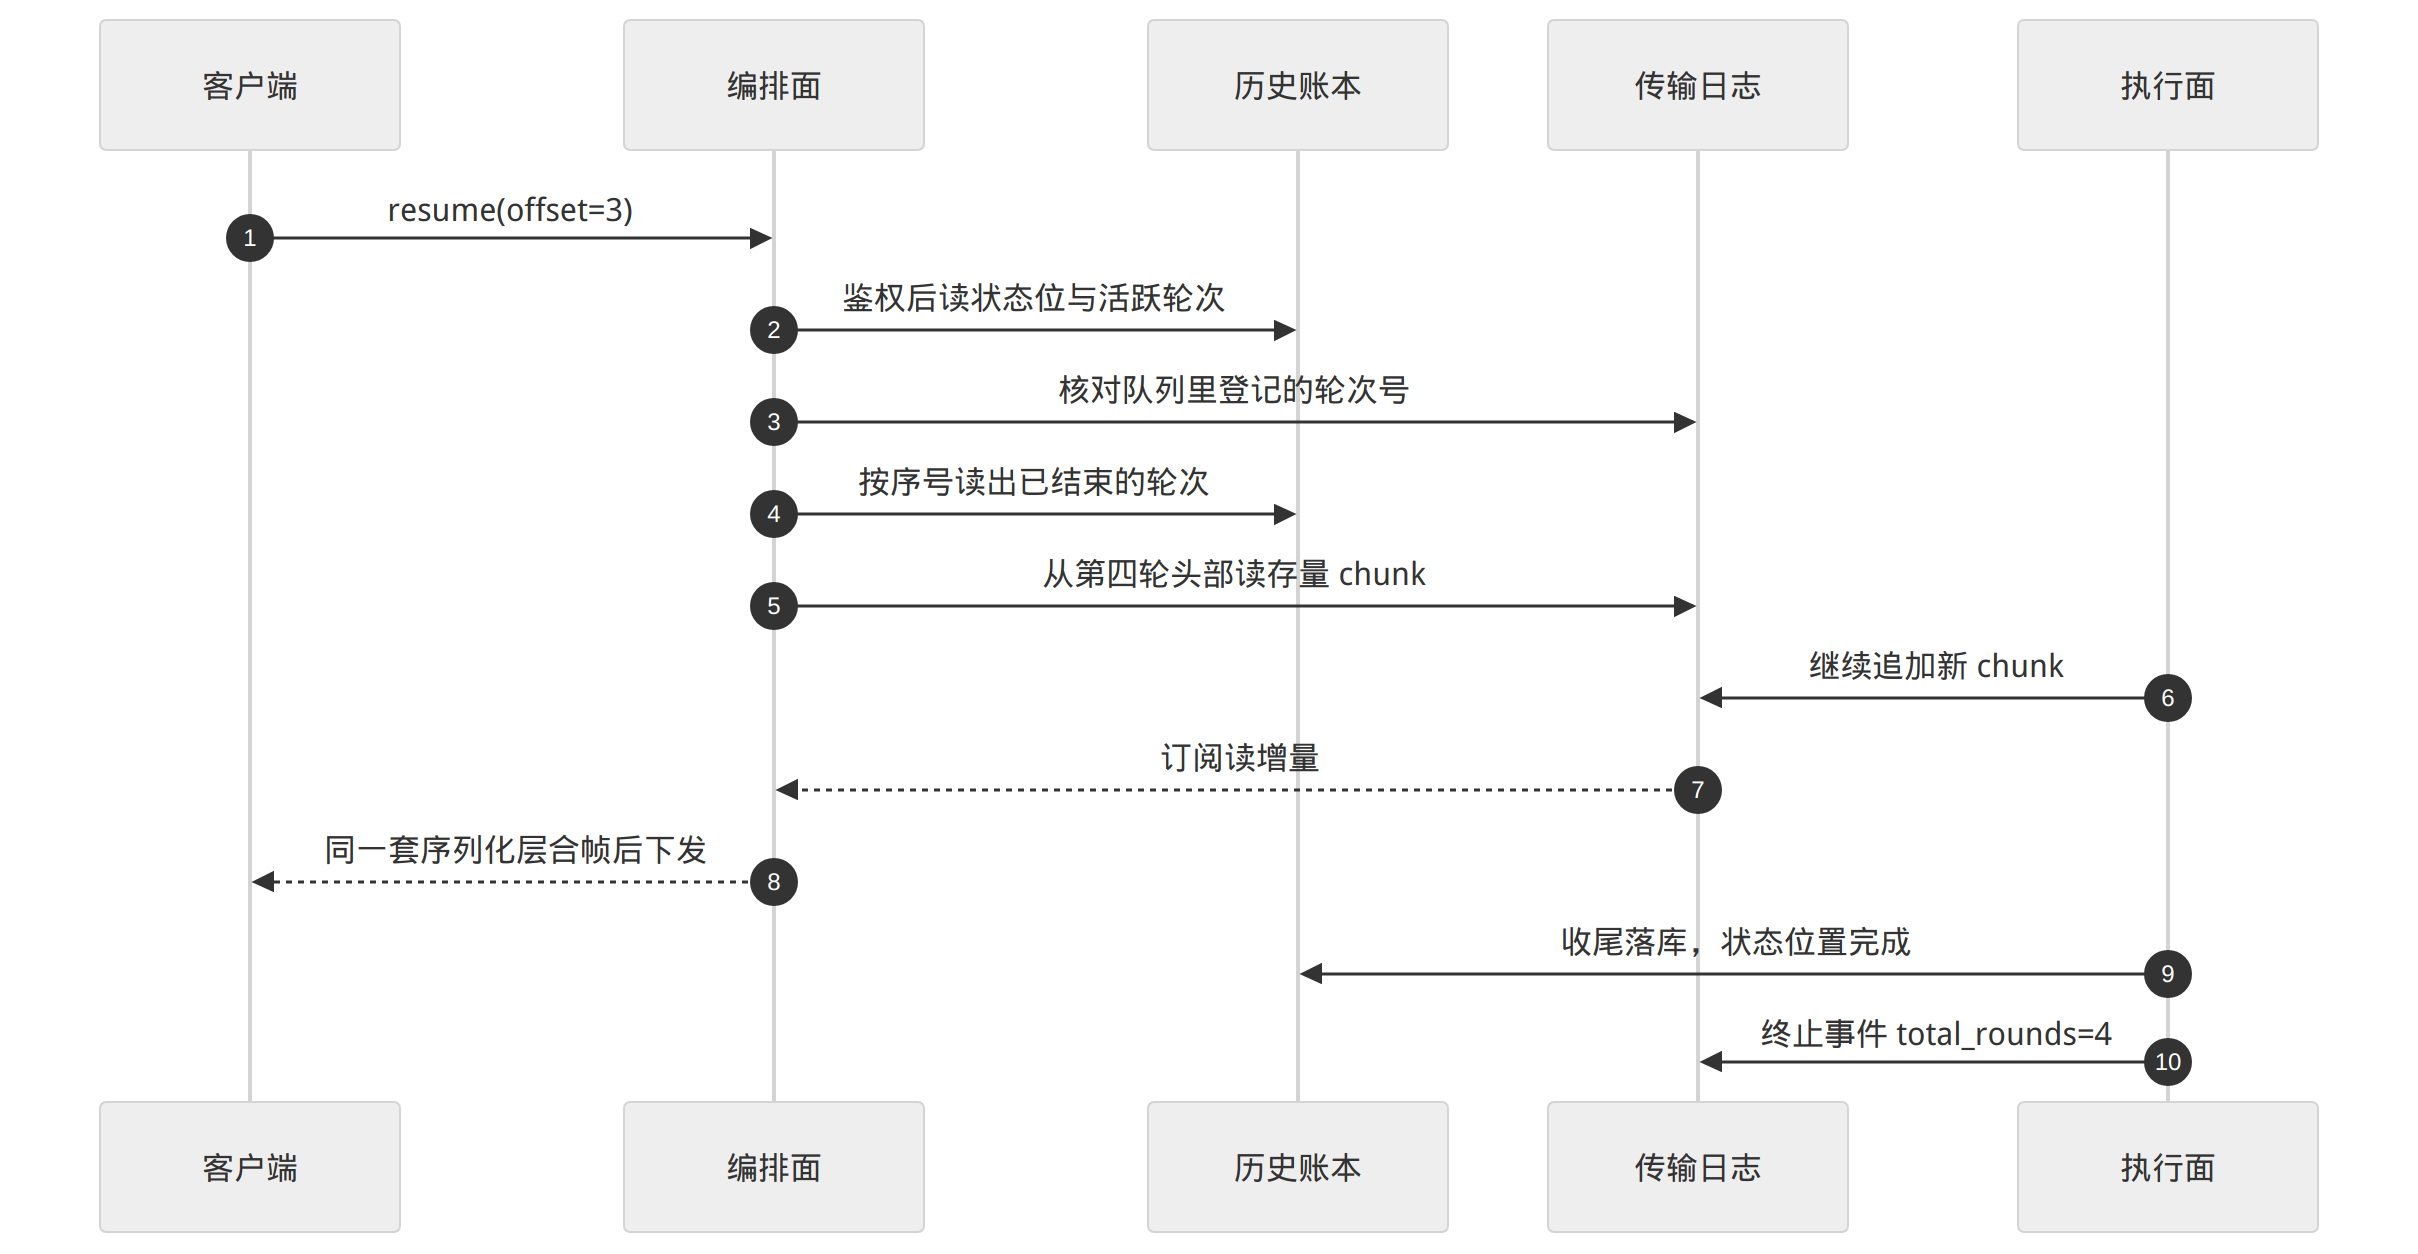 客户端
编排面
历史账本
传输日志
执行面
resume(offset=3)
1
鉴权后读状态位与活跃轮次
2
核对队列里登记的轮次号
3
按序号读出已结束的轮次
4
从第四轮头部读存量 chunk
5
继续追加新 chunk
6
订阅读增量
7
同一套序列化层合帧后下发
8
收尾落库，状态位置完成
9
终止事件 total_rounds=4
10
客户端
编排面
历史账本
传输日志
执行面